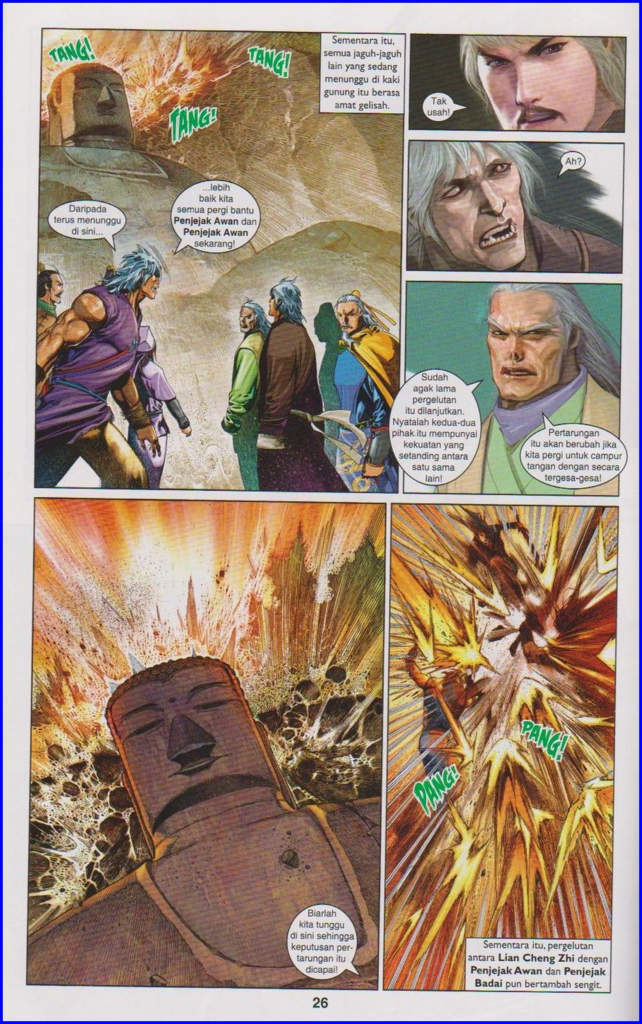 TANG!
TANG!
TANG!
Sementara itu,
semua jaguh-jaguh
lain yang sedang
menunggu di kaki
gunung itu berasa
amat gelisah.
Daripada
terus menunggu
di sini...
...lebih
baik kita
semua pergi bantu
Penjejak Awan dan
Penjejak Awan
sekarang!
Tak
usah!
Ah?
Sudah
agak lama
pergelutan
itu dilanjutkan.
Nyatalah kedua-dua
pihak itu mempunyai
kekuatan yang
setanding antara
satu sama
lain!
Pertarungan
itu akan berubah jika
kita pergi untuk campur
tangan dengan secara
tergesa-gesa!
Biarlah
kita tunggu
di sini sehingga
keputusan per-
tarungan itu
dicapai!
PANG!
PANG!
Sementara itu, pergelutan
antara Lian Cheng Zhi dengan
Penjejak Awan dan Penjejak
Badai pun bertambah sengit.
26